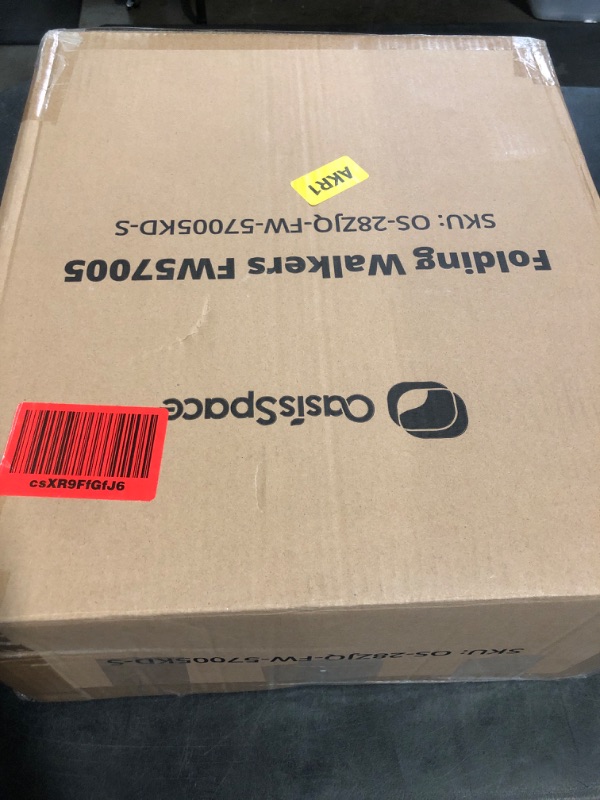 OasisSpace
Folding Walkers FW57005
SKU: OS-28ZJQ-FW-57005KD-S
AKR1
csXR9FfGfJ6
SKU: OS-28ZJQ-FW-57005KD-S